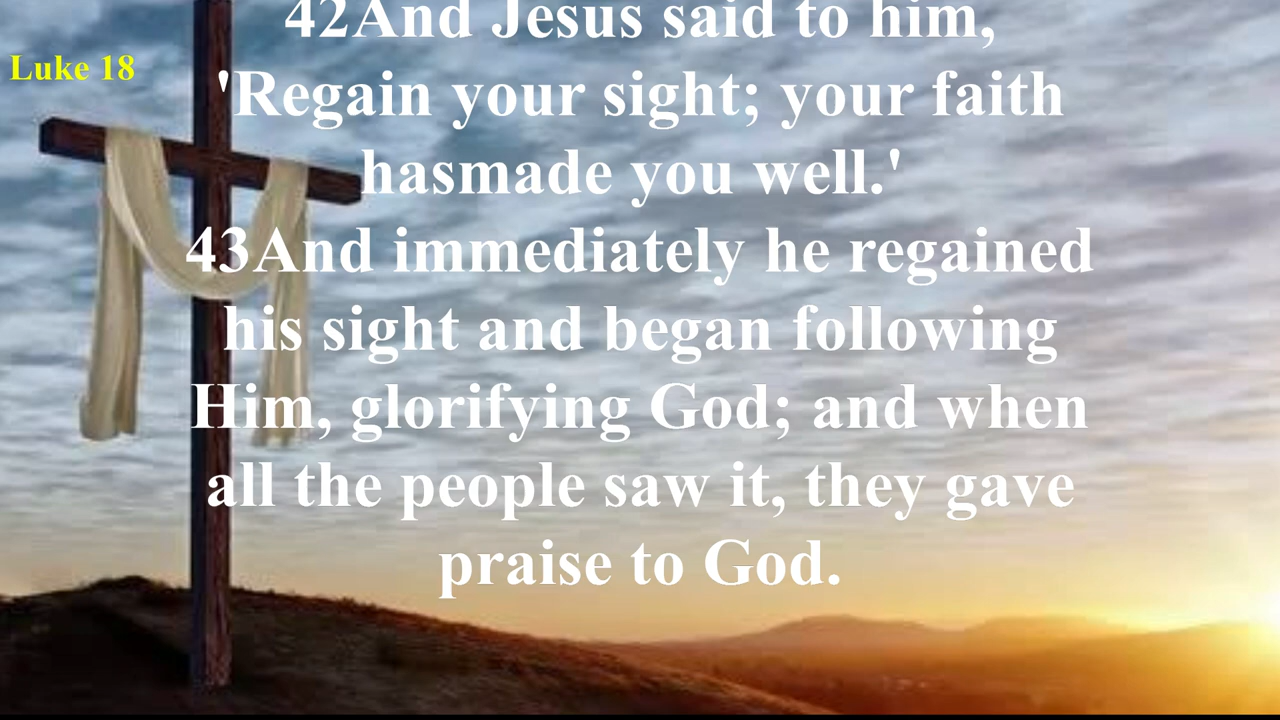 42And Jesus said to him,
Luke 18
'Regain your sight; your faith
hasmade you well.'
43And immediately he regained
his sight and began following
Him, glorifying God; and when
all the people saw it, they gave
praise to God.